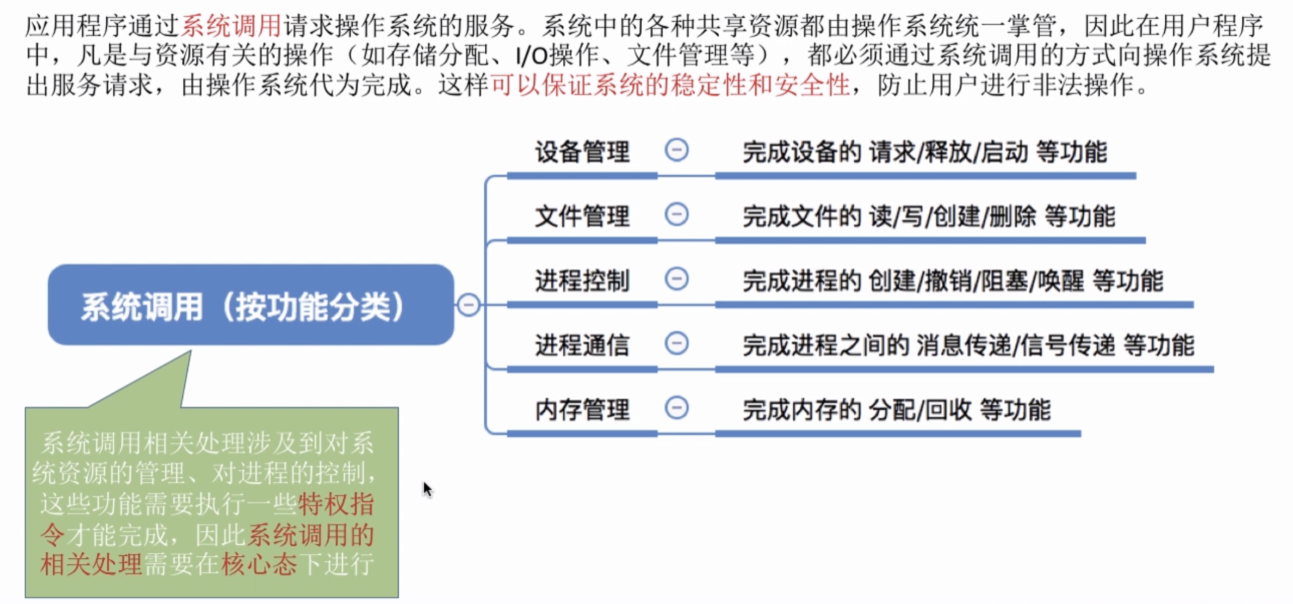 应用程序通过系统调用请求操作系统的服务。系统中的各种共享资源都由操作系统统一掌管，因此在用户程序
中，凡是与资源有关的操作（如存储分配、I/O操作、文件管理等），都必须通过系统调用的方式向操作系统提
出服务请求，由操作系统代为完成。这样可以保证系统的稳定性和安全性，防止用户进行非法操作。
设备管理 完成设备的 请求/释放/启动 等功能
文件管理 完成文件的 读/写/创建/删除 等功能
进程控制 完成进程的 创建/撤销/阻塞/唤醒 等功能
系统调用（按功能分类）
进程通信 完成进程之间的 消息传递/信号传递 等功能
内存管理 完成内存的 分配/回收 等功能
系统调用相关处理涉及到对系
统资源的管理、对进程的控制，
这些功能需要执行一些特权指
令才能完成，因此系统调用的
相关处理需要在核心态下进行